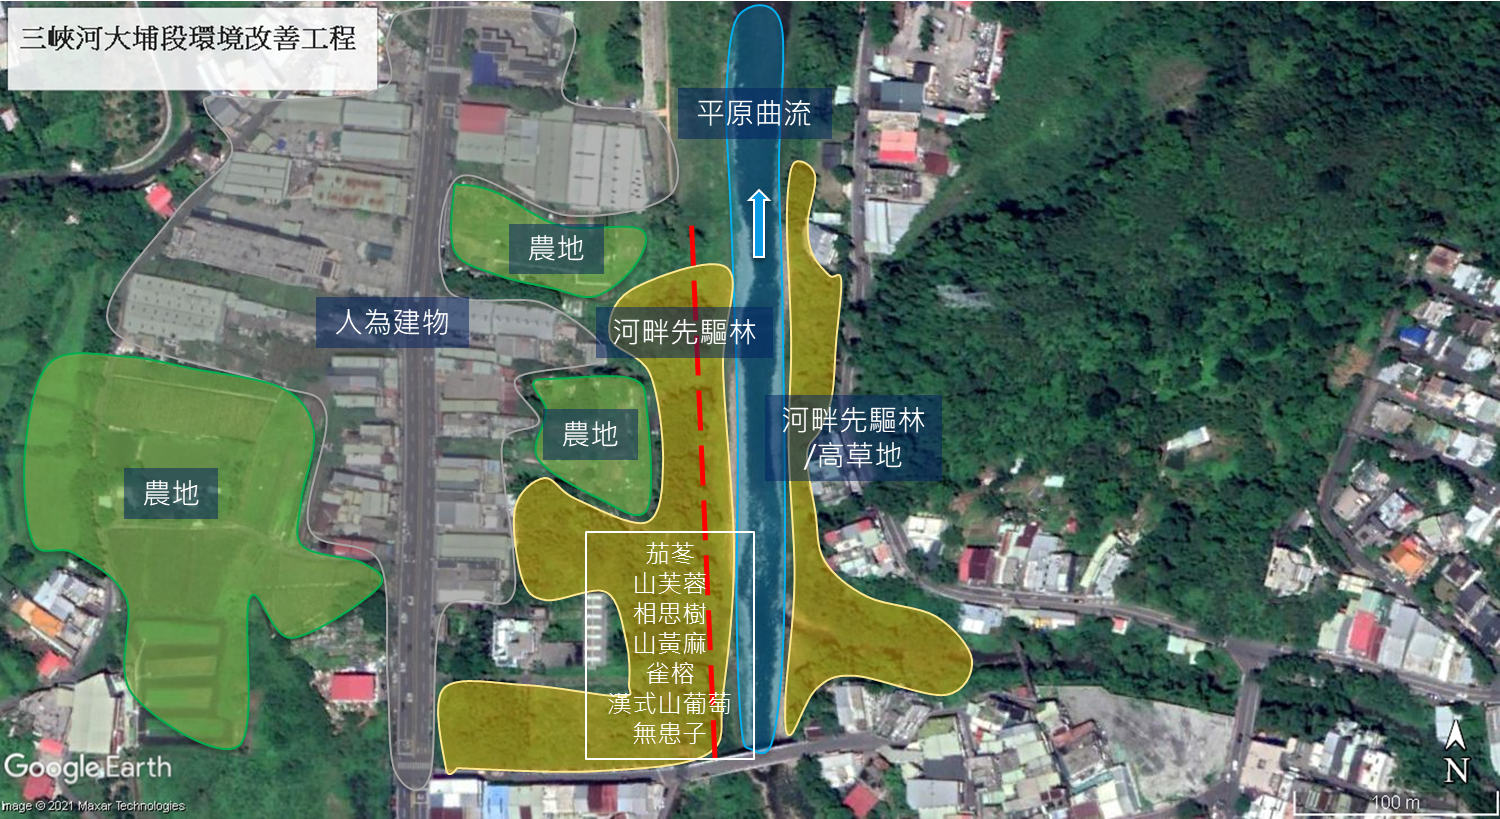 三峽河大埔段環境改善工程
平原曲流
農地
人為建物
河畔先驅林
河畔先驅林
/高草地
農地
農地
茄苳
山芙蓉
相思樹
山黃麻
雀榕
漢式山葡萄
無患子
Google Earth
Image © 2021 Maxar Technologies
N
100 m